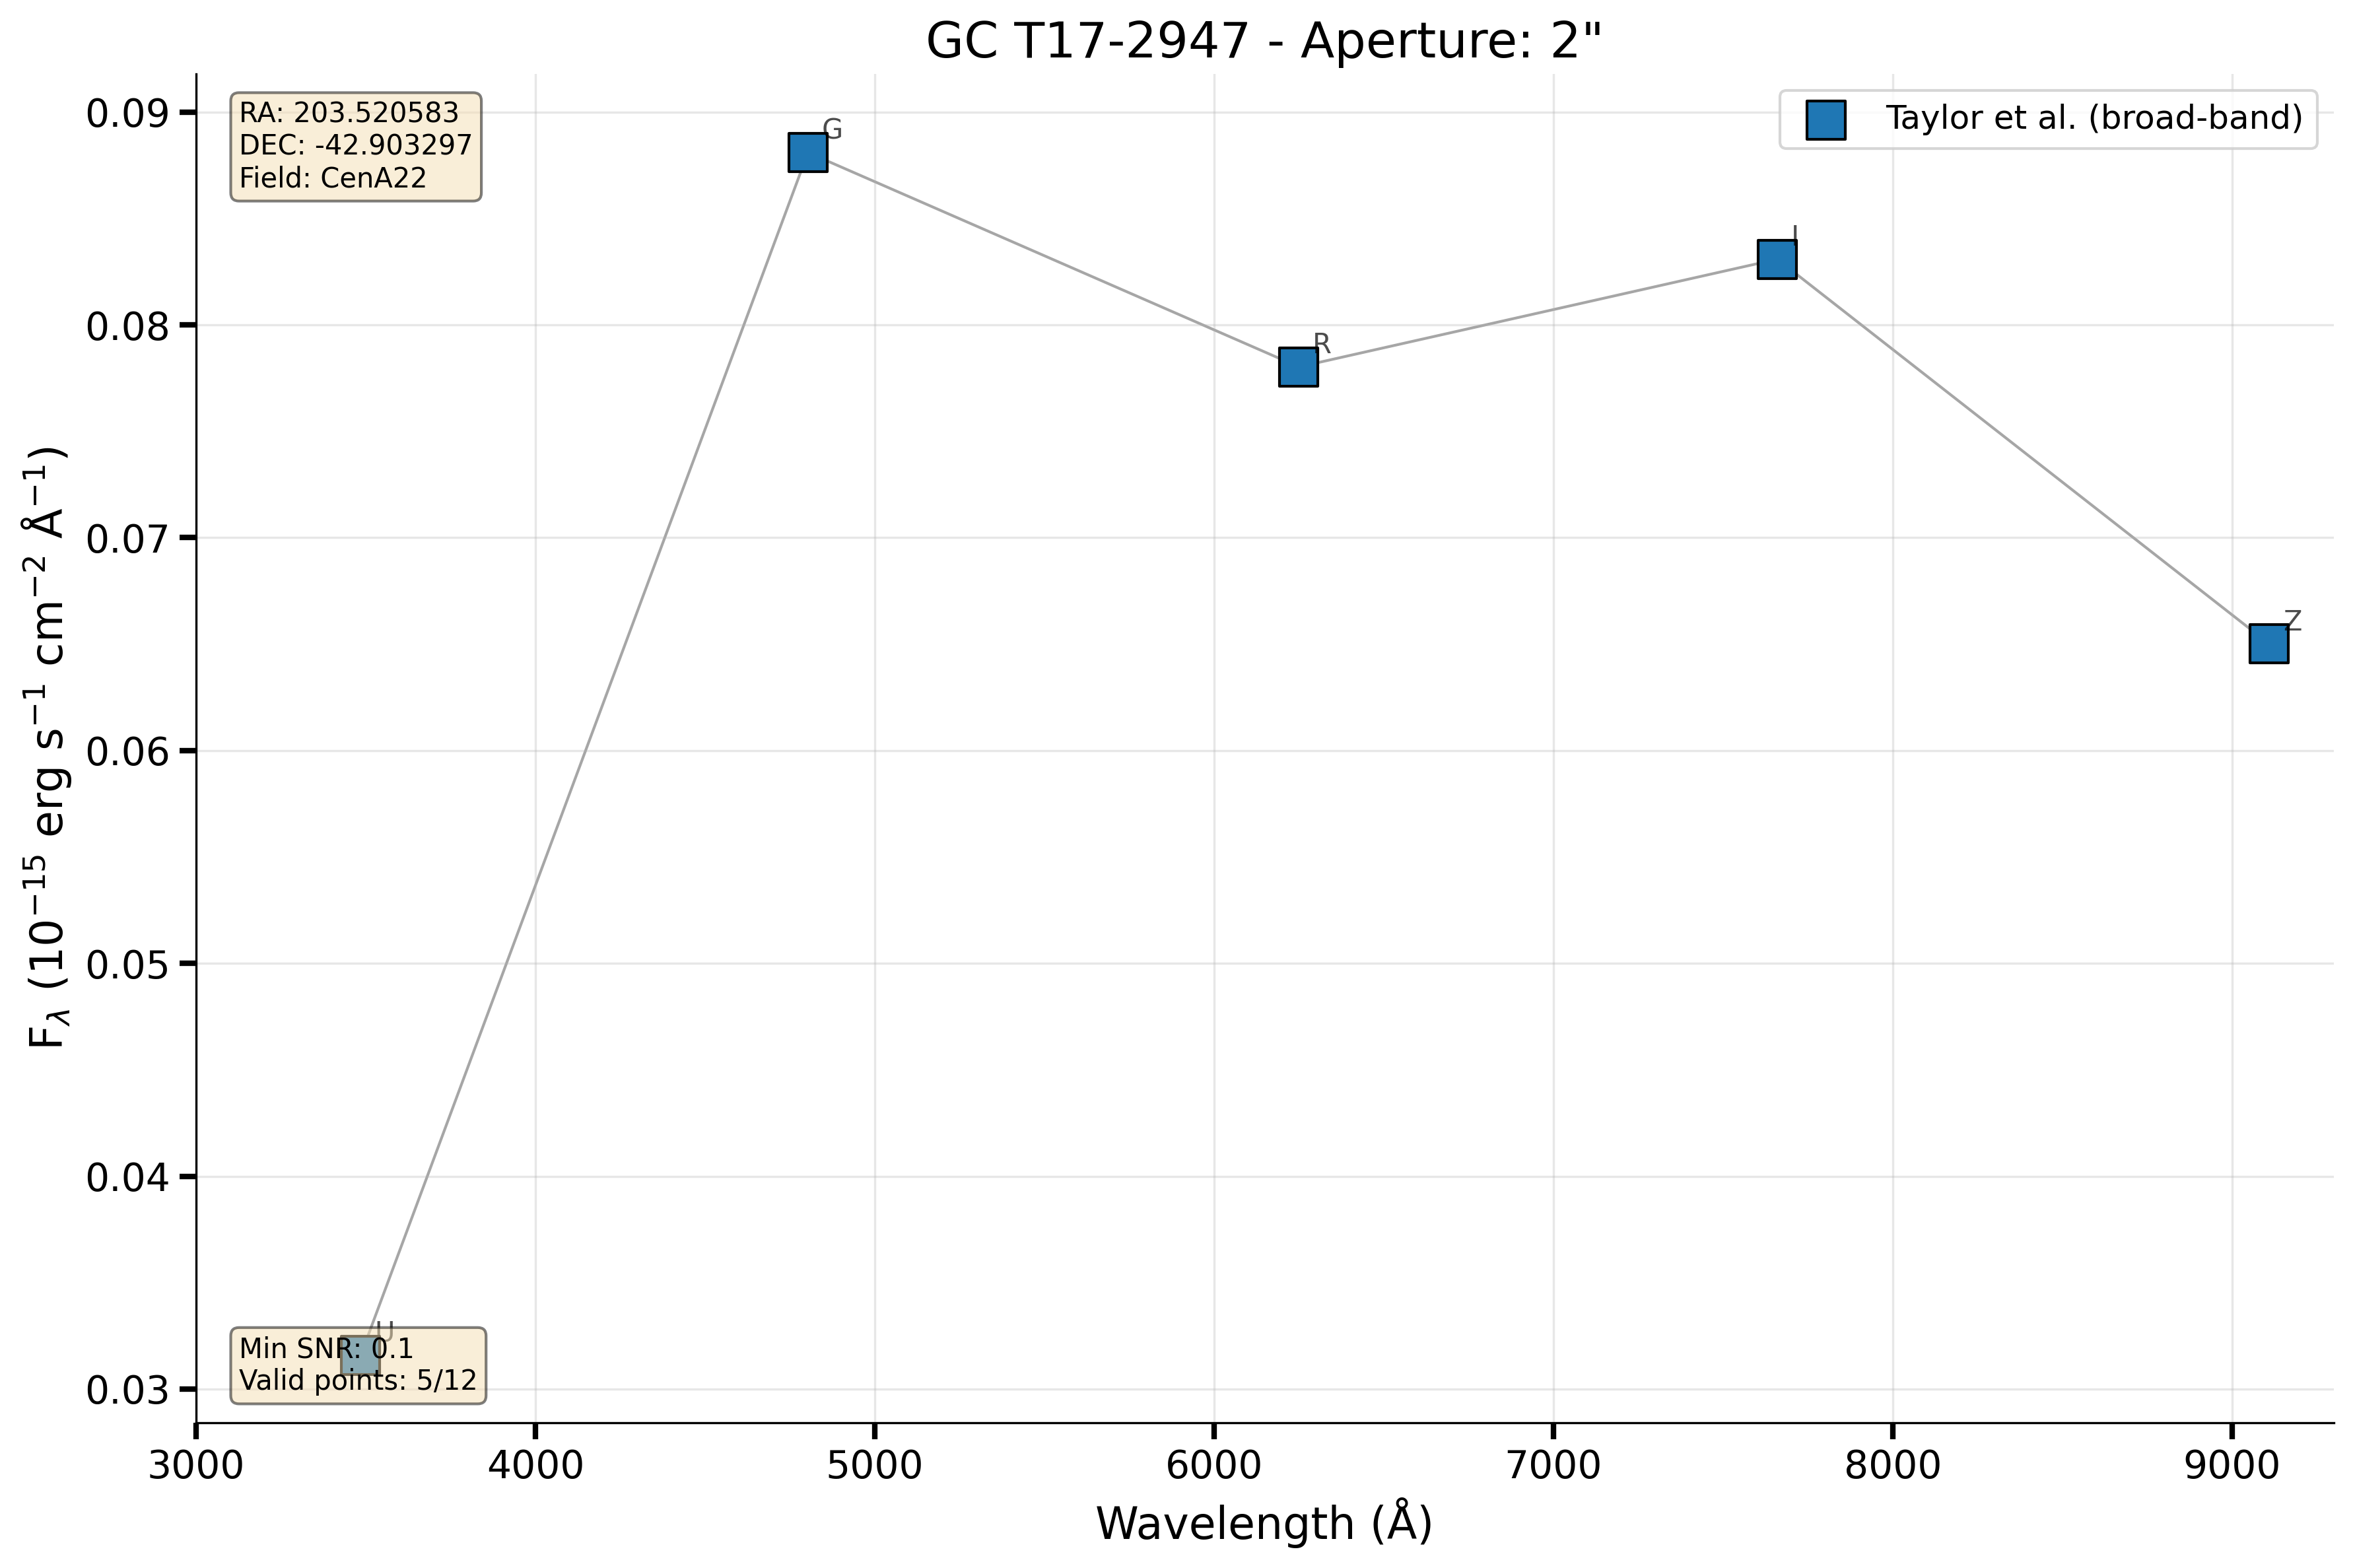 GC T17-2947 - Aperture: 2"
RA: 203.520583
DEC: -42.903297
Field: CenA22
Taylor et al. (broad-band)
G
I
R
Z
U
Min SNR: 0.1
Valid points: 5/12
0.09
0.08
0.07
0.06
0.05
0.04
0.03
F_λ (10⁻¹⁵ erg s⁻¹ cm⁻² Å⁻¹)
3000 4000 5000 6000 7000 8000 9000
Wavelength (Å)